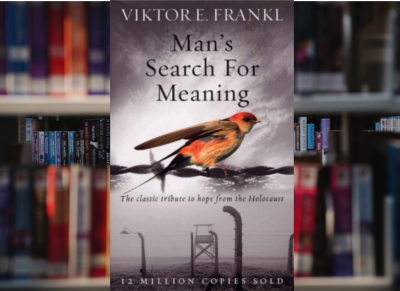 VIKTOR E. FRANKL
Man's
Search For
Meaning
The classic tribute to hope from the Holocaust
12 MILLION COPIES SOLD